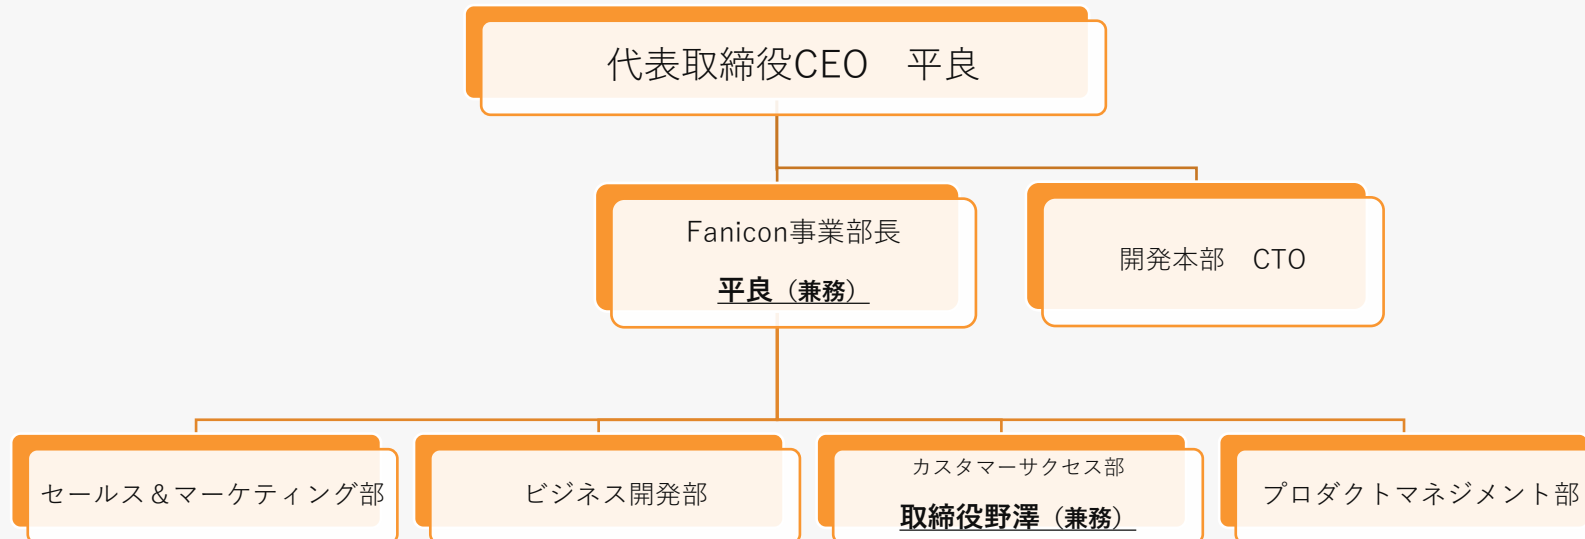 代表取締役CEO　平良
Fanicon事業部長
平良（兼務）
開発本部　CTO
セールス＆マーケティング部
ビジネス開発部
カスタマーサクセス部
取締役野澤（兼務）
プロダクトマネジメント部